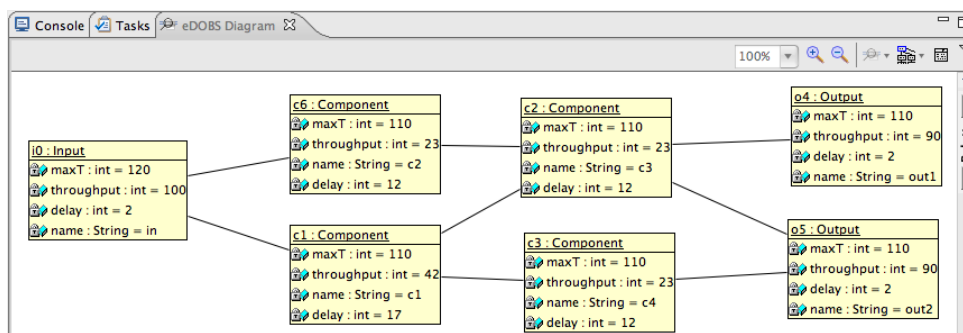 Console Tasks eDOBS Diagram
100%
i0 : Input
maxT : int = 120
throughput : int = 100
delay : int = 2
name : String = in
c6 : Component
maxT : int = 110
throughput : int = 23
name : String = c2
delay : int = 12
c1 : Component
maxT : int = 110
throughput : int = 42
name : String = c1
delay : int = 17
c2 : Component
maxT : int = 110
throughput : int = 23
name : String = c3
delay : int = 12
c3 : Component
maxT : int = 110
throughput : int = 23
name : String = c4
delay : int = 12
o4 : Output
maxT : int = 110
throughput : int = 90
delay : int = 2
name : String = out1
o5 : Output
maxT : int = 110
throughput : int = 90
delay : int = 2
name : String = out2